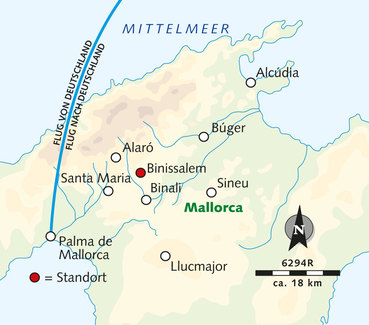 MITTELMEER
FLUG VON DEUTSCHLAND
FLUG NACH DEUTSCHLAND
Alcúdia
Búger
Alaró
Binissalem
Santa Maria
Binali
Sineu
Mallorca
Palma de
Mallorca
Llucmajor
N
6294R
= Standort
ca. 18 km